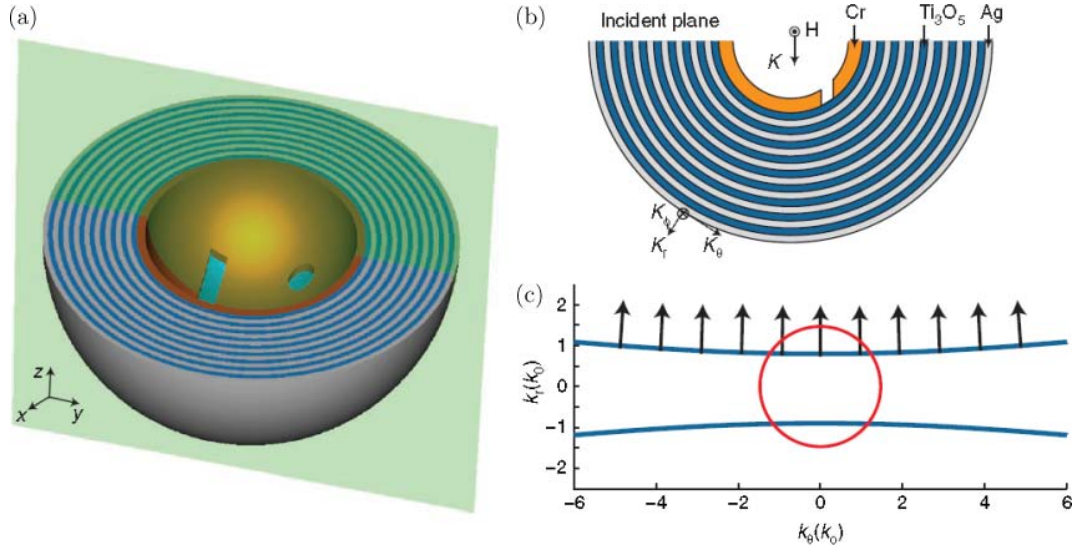 (a)
z
x
y
(b)
Incident plane
H
K
Cr
Ti₃O₅
Ag
Kϕ
Kr
Kθ
(c)
kr(k0)
2
1
0
−1
−2
−6
−4
−2
0
2
4
6
kθ(k0)